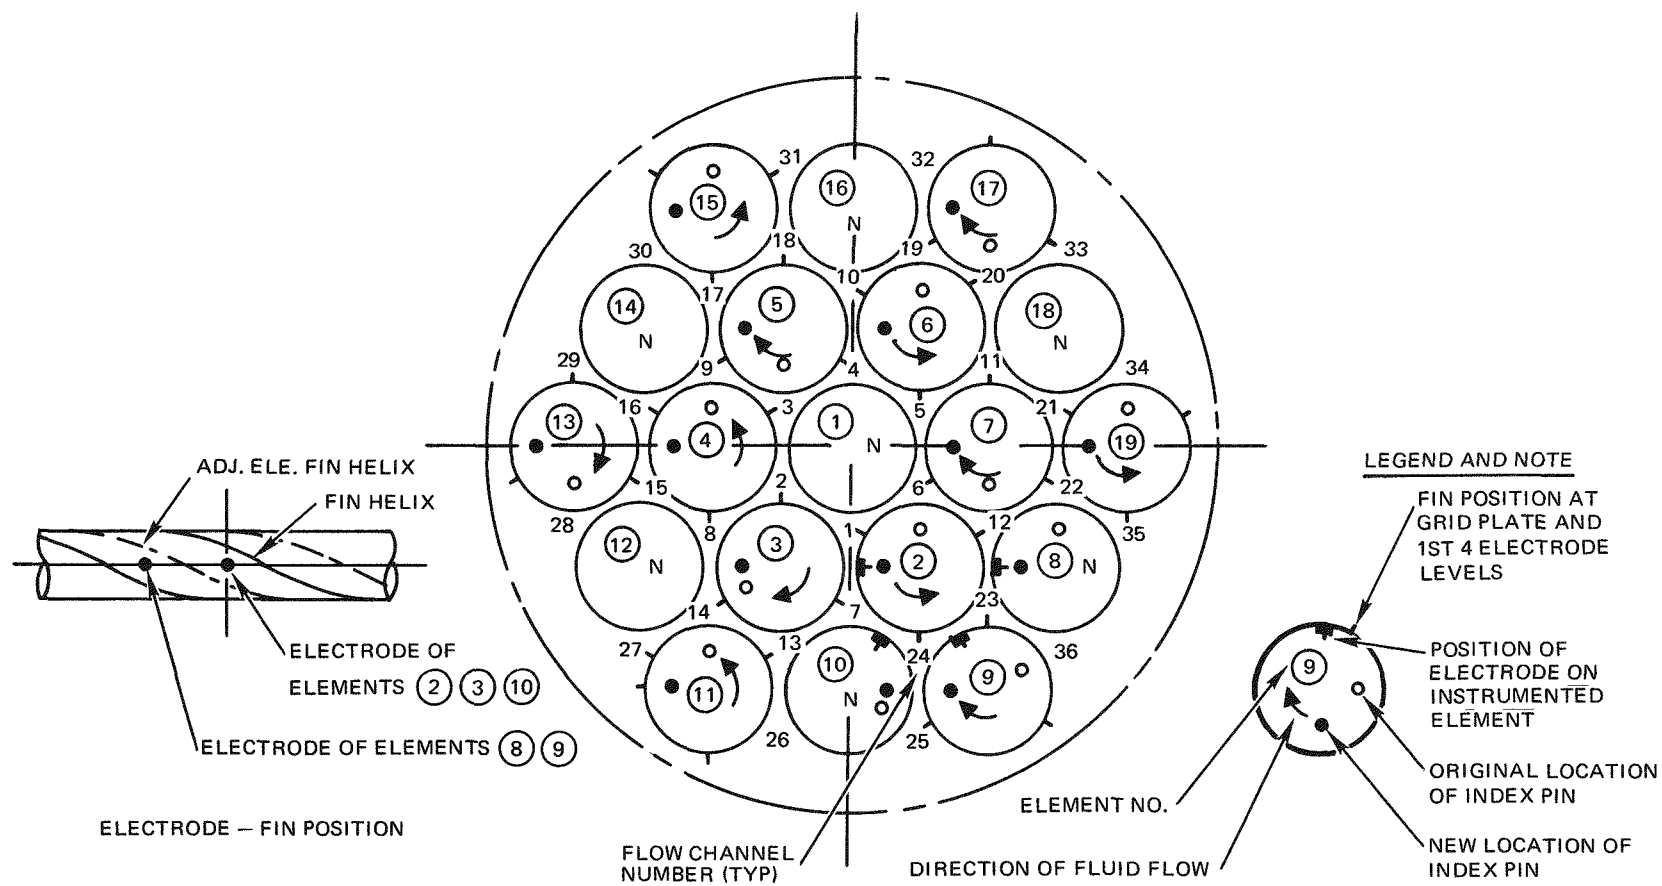 31
32
15
16
17
N
30
18
19
33
10
20
17
14
5
6
18
N
N
29
9
4
11
34
13
16
4
3
1
N
5
7
21
19
15
2
6
22
28
8
1
12
35
12
N
3
2
8
N
14
7
23
27
13
10
24
9
36
11
N
26
25
ADJ. ELE. FIN HELIX
FIN HELIX
ELECTRODE OF
ELEMENTS 2 3 10
ELECTRODE OF ELEMENTS 8 9
ELECTRODE – FIN POSITION
FLOW CHANNEL
NUMBER (TYP)
LEGEND AND NOTE
FIN POSITION AT
GRID PLATE AND
1ST 4 ELECTRODE
LEVELS
9
POSITION OF
ELECTRODE ON
INSTRUMENTED
ELEMENT
ORIGINAL LOCATION
OF INDEX PIN
ELEMENT NO.
NEW LOCATION OF
INDEX PIN
DIRECTION OF FLUID FLOW